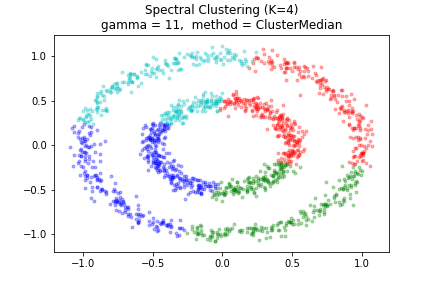 Spectral Clustering (K=4)
gamma = 11,  method = ClusterMedian
1.0
0.5
0.0
−0.5
−1.0
−1.0 −0.5 0.0 0.5 1.0